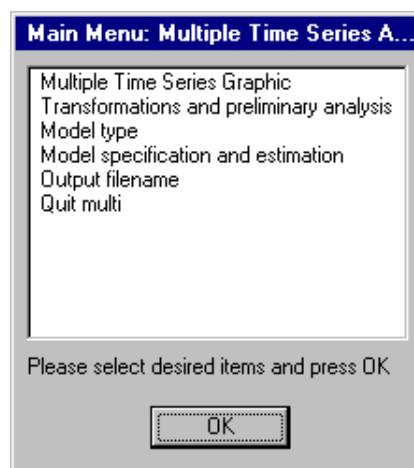 Main Menu: Multiple Time Series A...
Multiple Time Series Graphic
Transformations and preliminary analysis
Model type
Model specification and estimation
Output filename
Quit multi
Please select desired items and press OK
OK